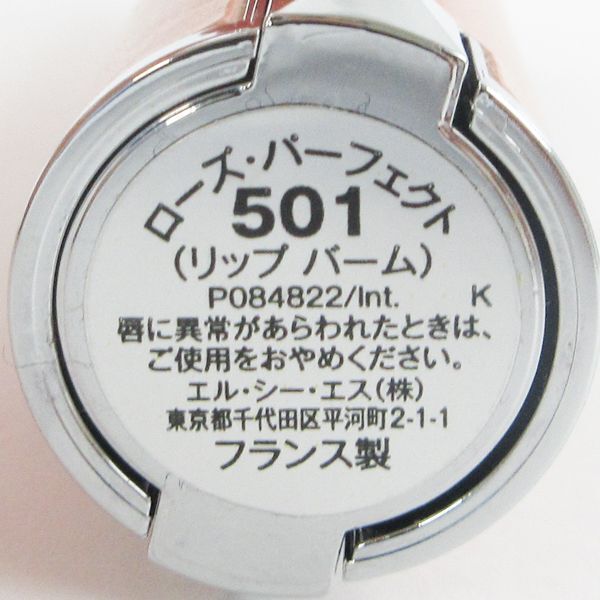 ローズ・パーフェクト
501
(リップ バーム)
P084822/Int. K
唇に異常があらわれたときは、
ご使用をおやめください。
エル・シー・エス(株)
東京都千代田区平河町2-1-1
フランス製